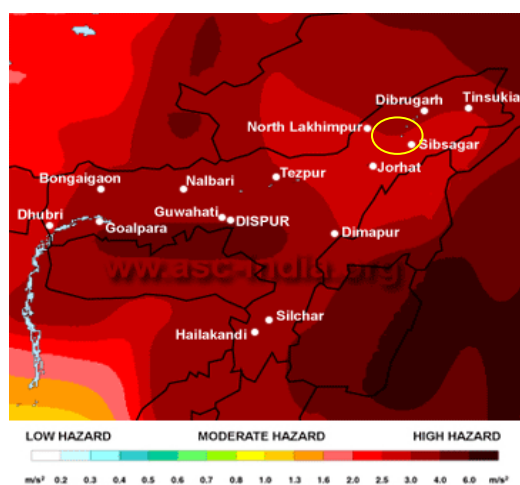 Dibrugarh
Tinsukia
North Lakhimpur
Sibsagar
Jorhat
Bongaigaon
Nalbari
Tezpur
Dhubri
Goalpara
Guwahati
DISPUR
Dimapur
www.asc-india.org
Silchar
Hailakandi
LOW HAZARD MODERATE HAZARD HIGH HAZARD
m/s² 0.2 0.3 0.4 0.5 0.6 0.7 0.8 1.0 1.3 1.6 2.0 2.5 3.0 4.0 6.0 m/s²